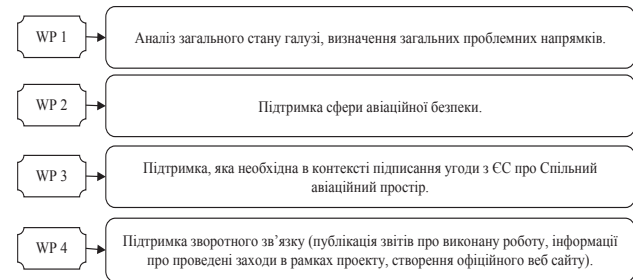 WP 1
Аналіз загального стану галузі, визначення загальних проблемних напрямків.
WP 2
Підтримка сфери авіаційної безпеки.
WP 3
Підтримка, яка необхідна в контексті підписання угоди з ЄС про Спільний
авіаційний простір.
WP 4
Підтримка зворотного зв’язку (публікація звітів про виконану роботу, інформації
про проведені заходи в рамках проекту, створення офіційного веб сайту).